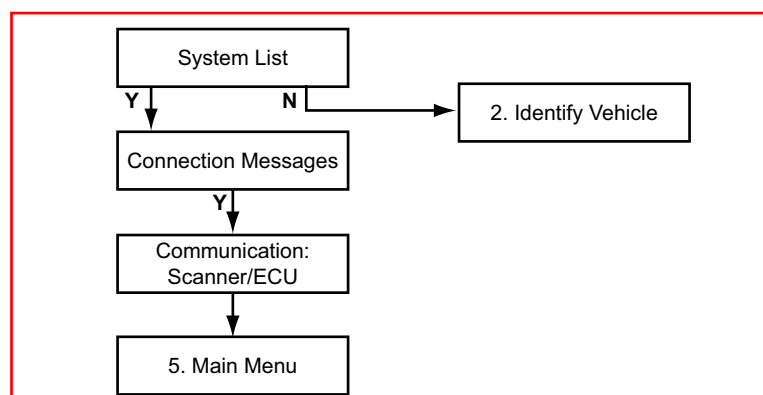 System List
Y
N
2. Identify Vehicle
Connection Messages
Y
Communication:
Scanner/ECU
5. Main Menu